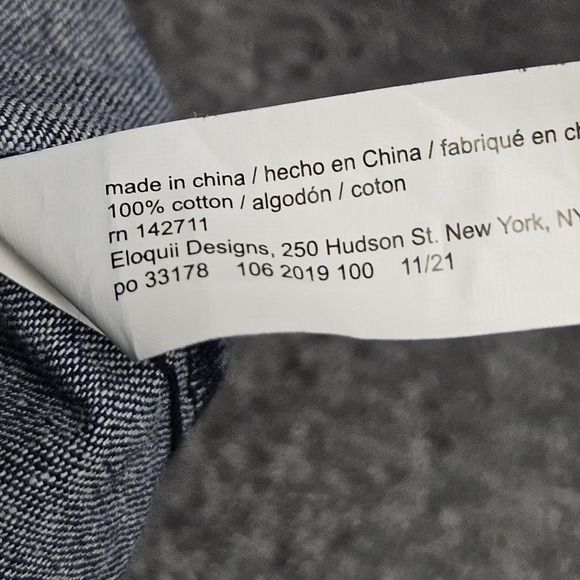 made in china / hecho en China / fabriqué en
100% cotton / algodón / coton
rn 142711
Eloquii Designs, 250 Hudson St. New York, NY
po 33178 106 2019 100 11/21